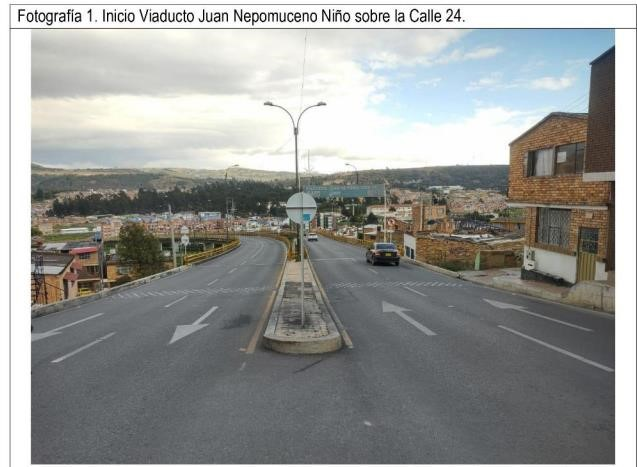 Fotografía 1. Inicio Viaducto Juan Nepomuceno Niño sobre la Calle 24.